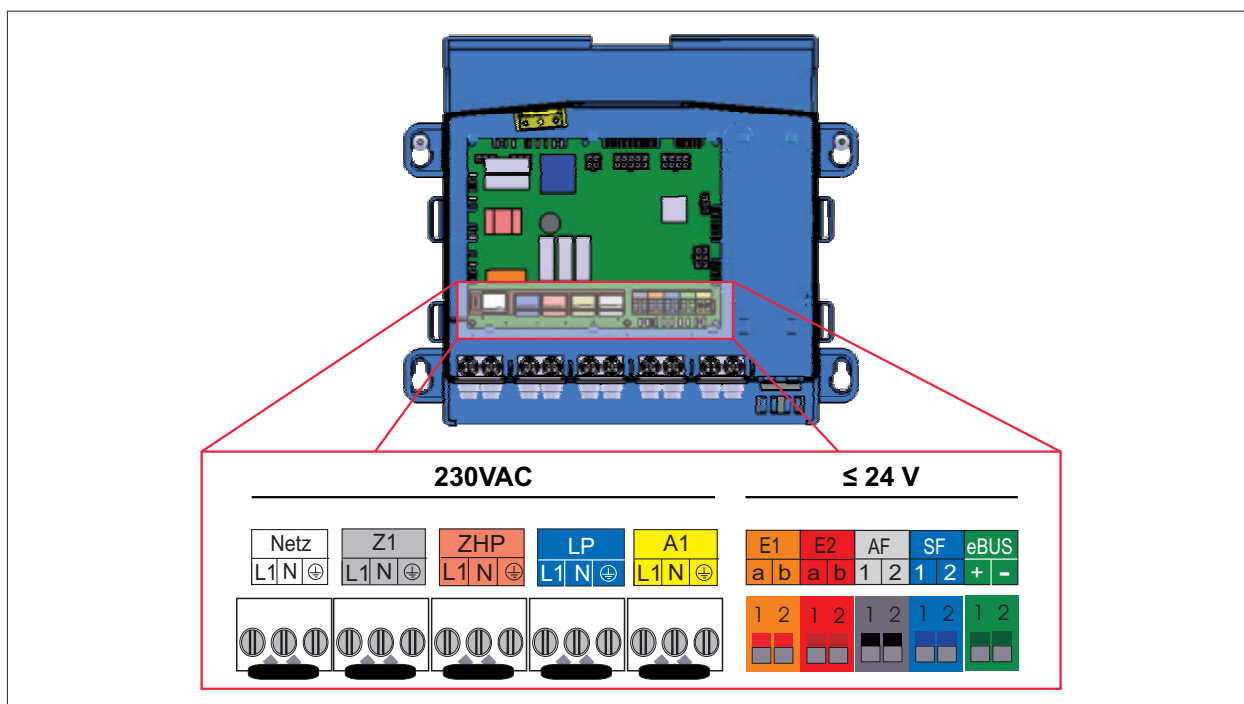 230VAC ≤ 24 V
Netz Z1 ZHP LP A1 E1 E2 AF SF eBUS
L1 N ⏚ L1 N ⏚ L1 N ⏚ L1 N ⏚ L1 N ⏚ a b a b 1 2 1 2 + -
1 2 1 2 1 2 1 2 1 2